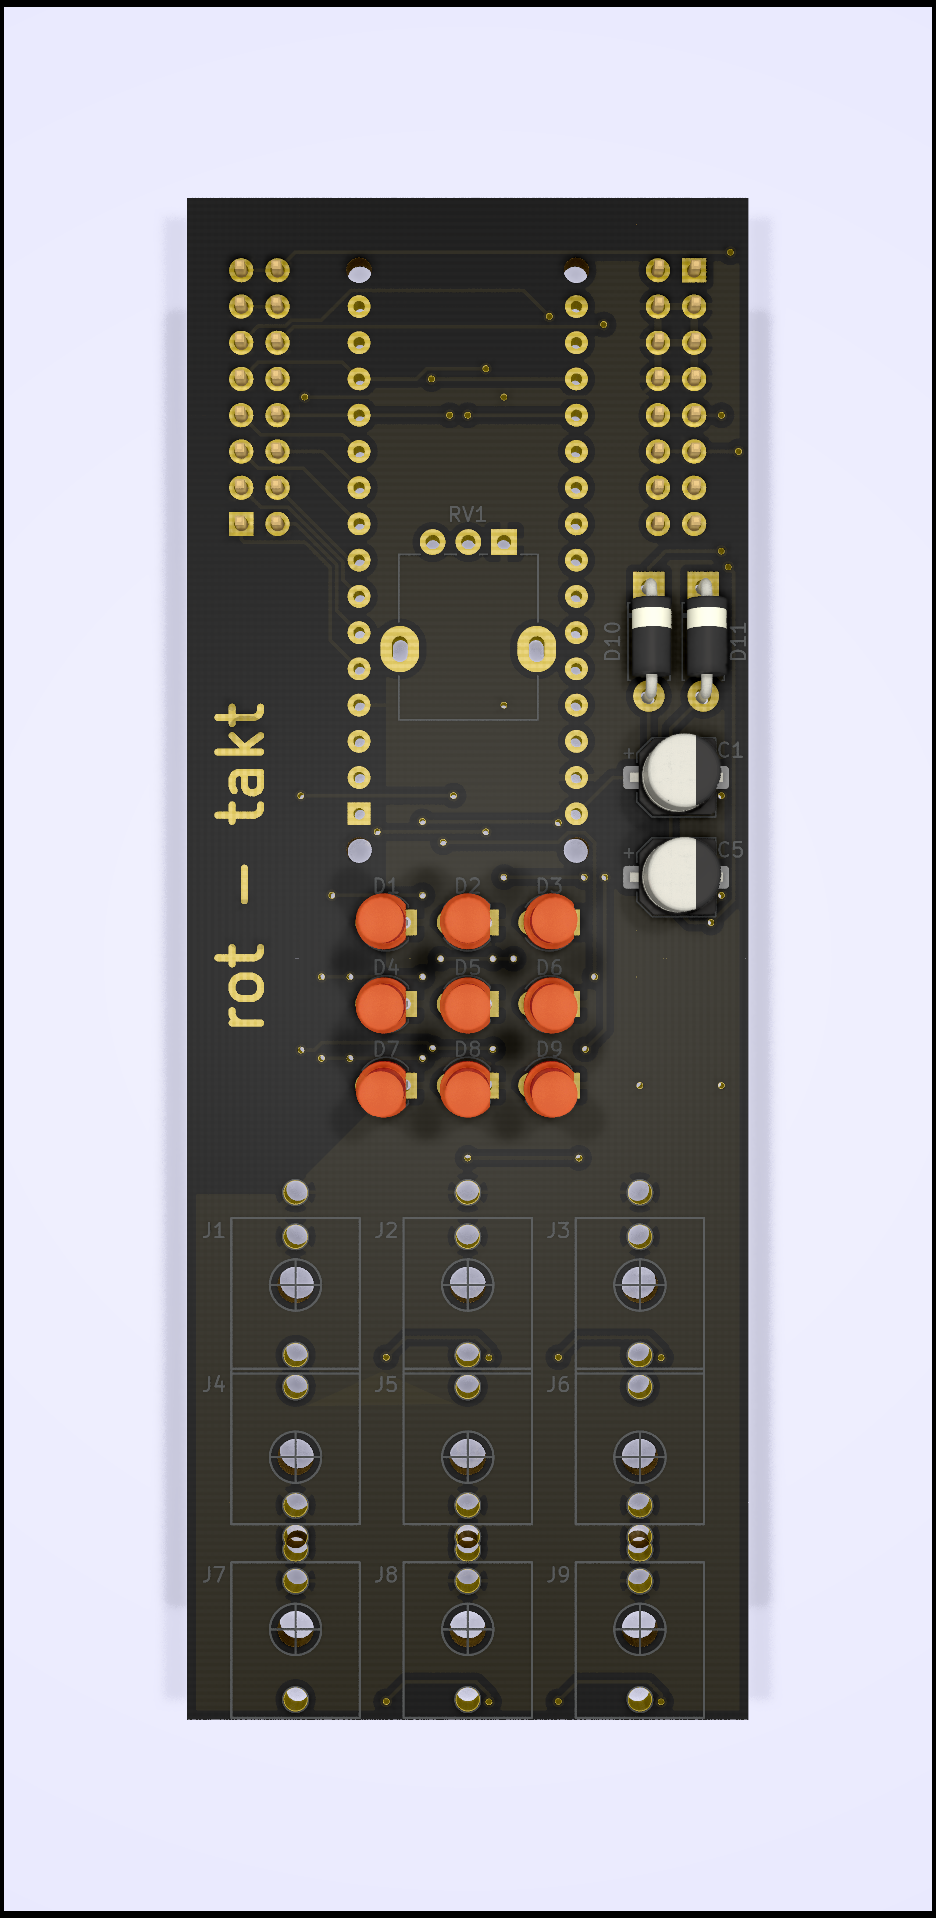 RV1
D10
D11
+
C1
+
C5
rot - takt
D1 D2 D3
D4 D5 D6
D7 D8 D9
J1 J2 J3
J4 J5 J6
J7 J8 J9